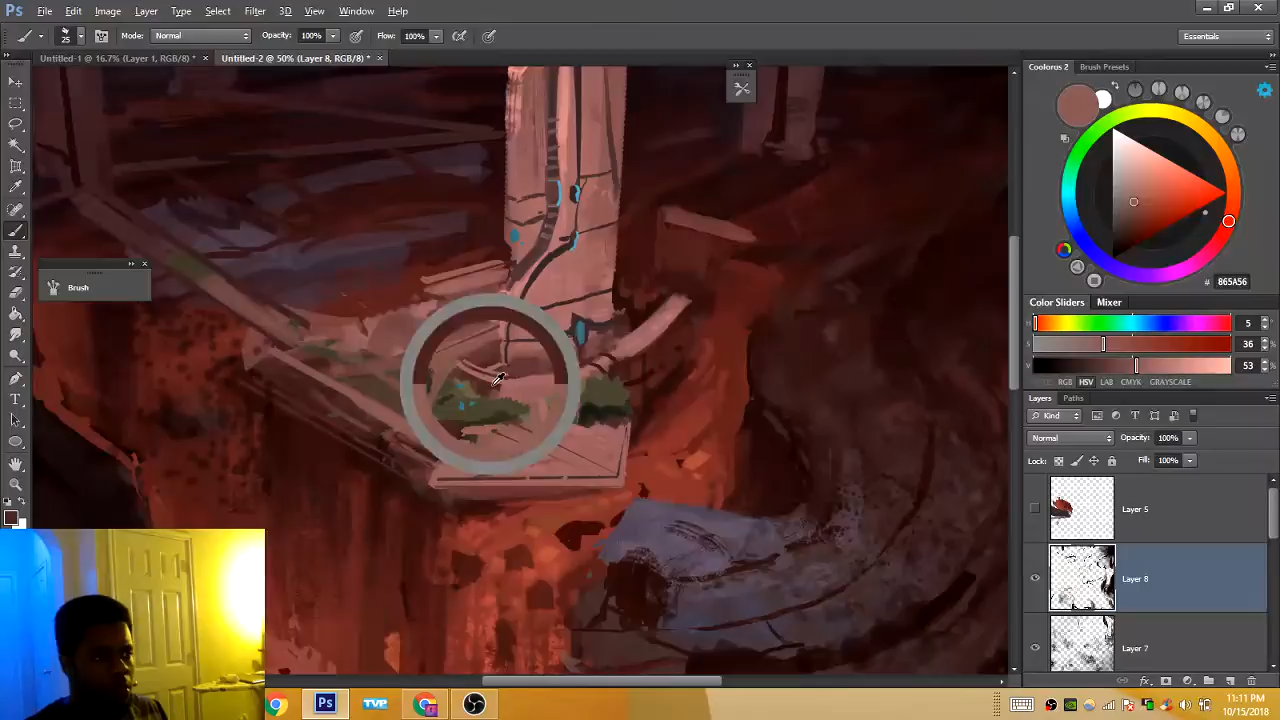 Ps File Edit Image Layer Type Select Filter 3D View Window Help
25 Mode: Normal Opacity: 100% Flow: 100% Essentials
Untitled-1 @ 16.7% (Layer 1, RGB/8) * × Untitled-2 @ 50% (Layer 8, RGB/8) * ×
Coolorus 2 Brush Presets
Brush
# 865A56
Color Sliders Mixer
H 5
S 36
V 53
RGB HSV LAB CMYK GRAYSCALE
Layers Paths
Kind
Normal Opacity: 100%
Lock: Fill: 100%
Layer 5
Layer 8
Layer 7
fx
Ps TVP
11:11 PM
10/15/2018